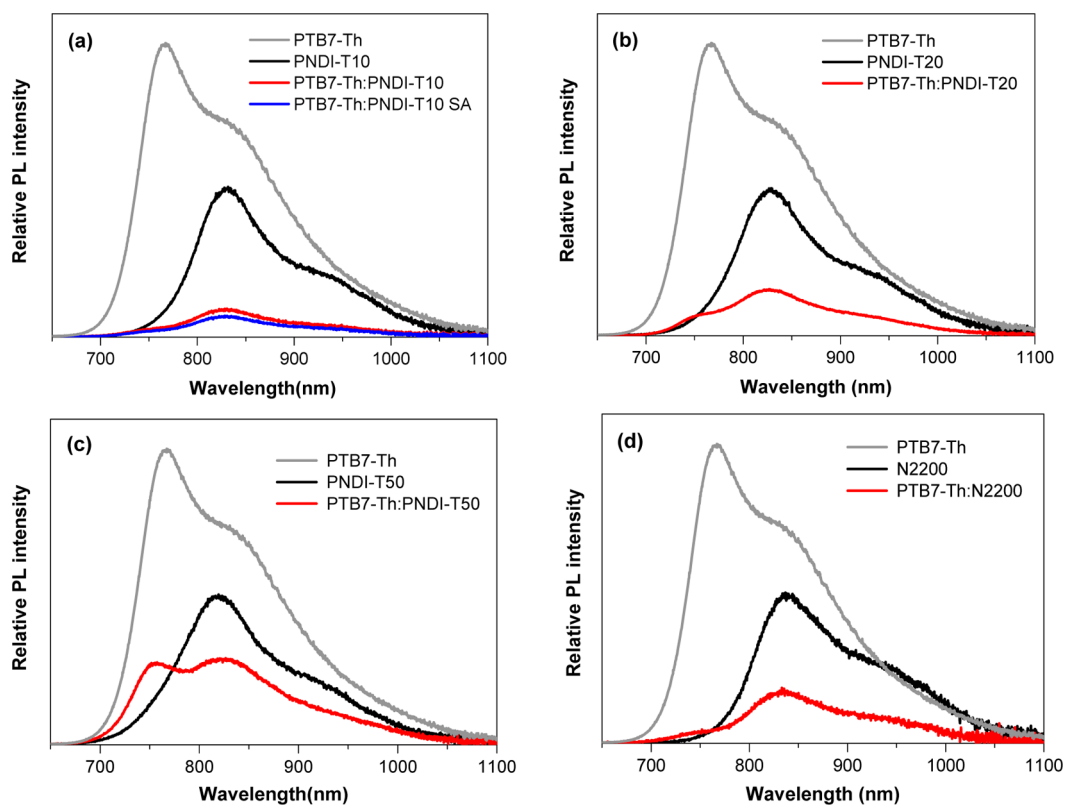 (a)
PTB7-Th
PNDI-T10
PTB7-Th:PNDI-T10
PTB7-Th:PNDI-T10 SA
Relative PL intensity
700 800 900 1000 1100
Wavelength(nm)
(b)
PTB7-Th
PNDI-T20
PTB7-Th:PNDI-T20
Relative PL intensity
700 800 900 1000 1100
Wavelength (nm)
(c)
PTB7-Th
PNDI-T50
PTB7-Th:PNDI-T50
Relative PL intensity
700 800 900 1000 1100
Wavelength(nm)
(d)
PTB7-Th
N2200
PTB7-Th:N2200
Relative PL intensity
700 800 900 1000 1100
Wavelength (nm)